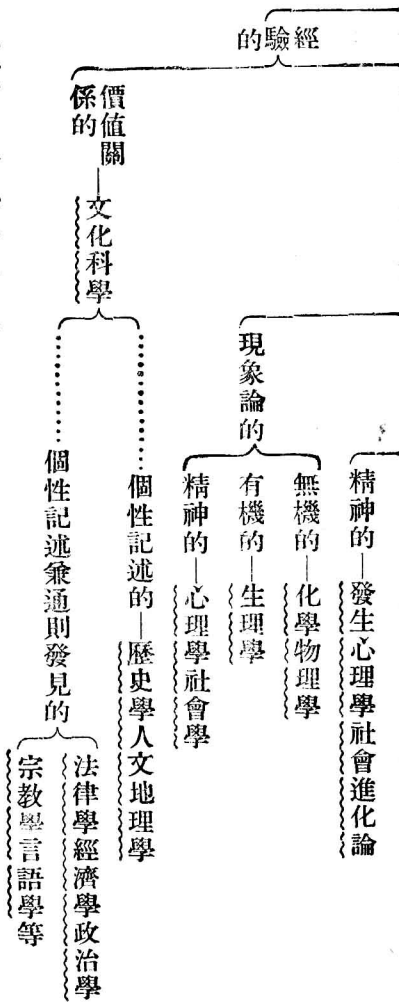 經驗的
精神的—發生心理學社會進化論
現象論的
無機的—化學物理學
有機的—生理學
精神的—心理學社會學
價值關
係的—文化科學
個性記述的—歷史學人文地理學
個性記述兼通則發見的
法律學經濟學政治學
宗教學言語學等